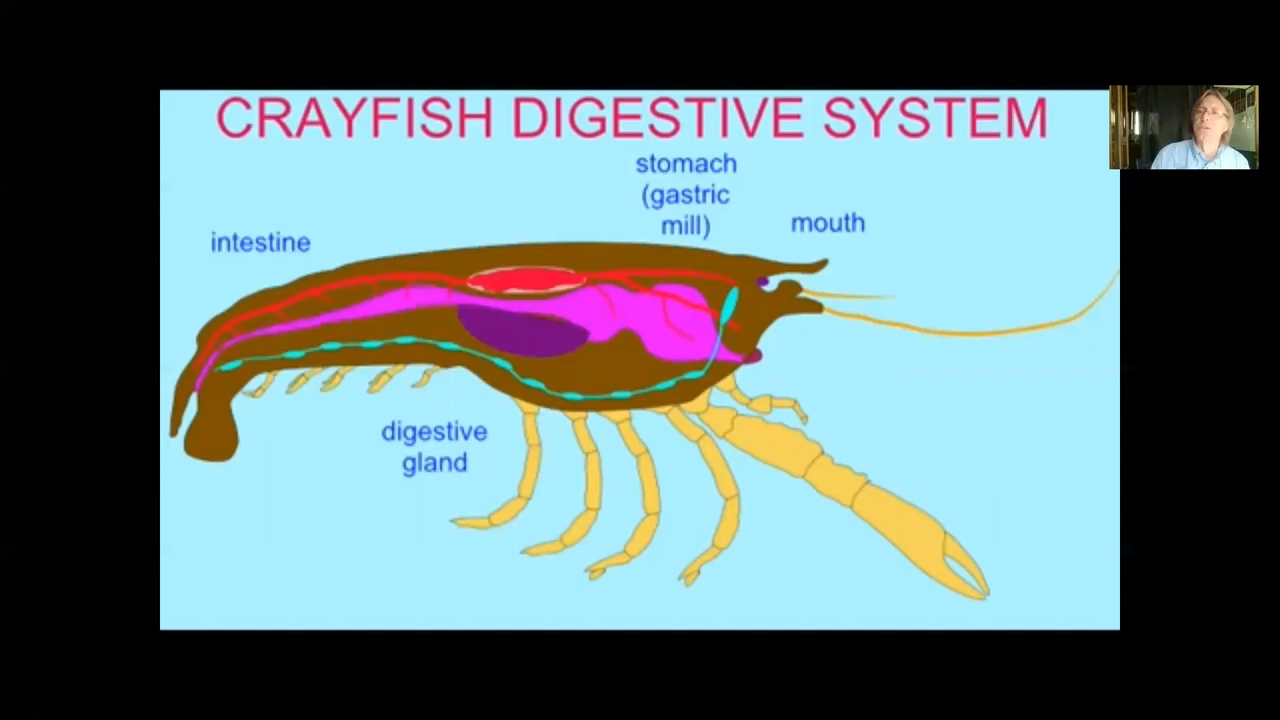 CRAYFISH DIGESTIVE SYSTEM
stomach
(gastric
mill)
mouth
intestine
digestive
gland